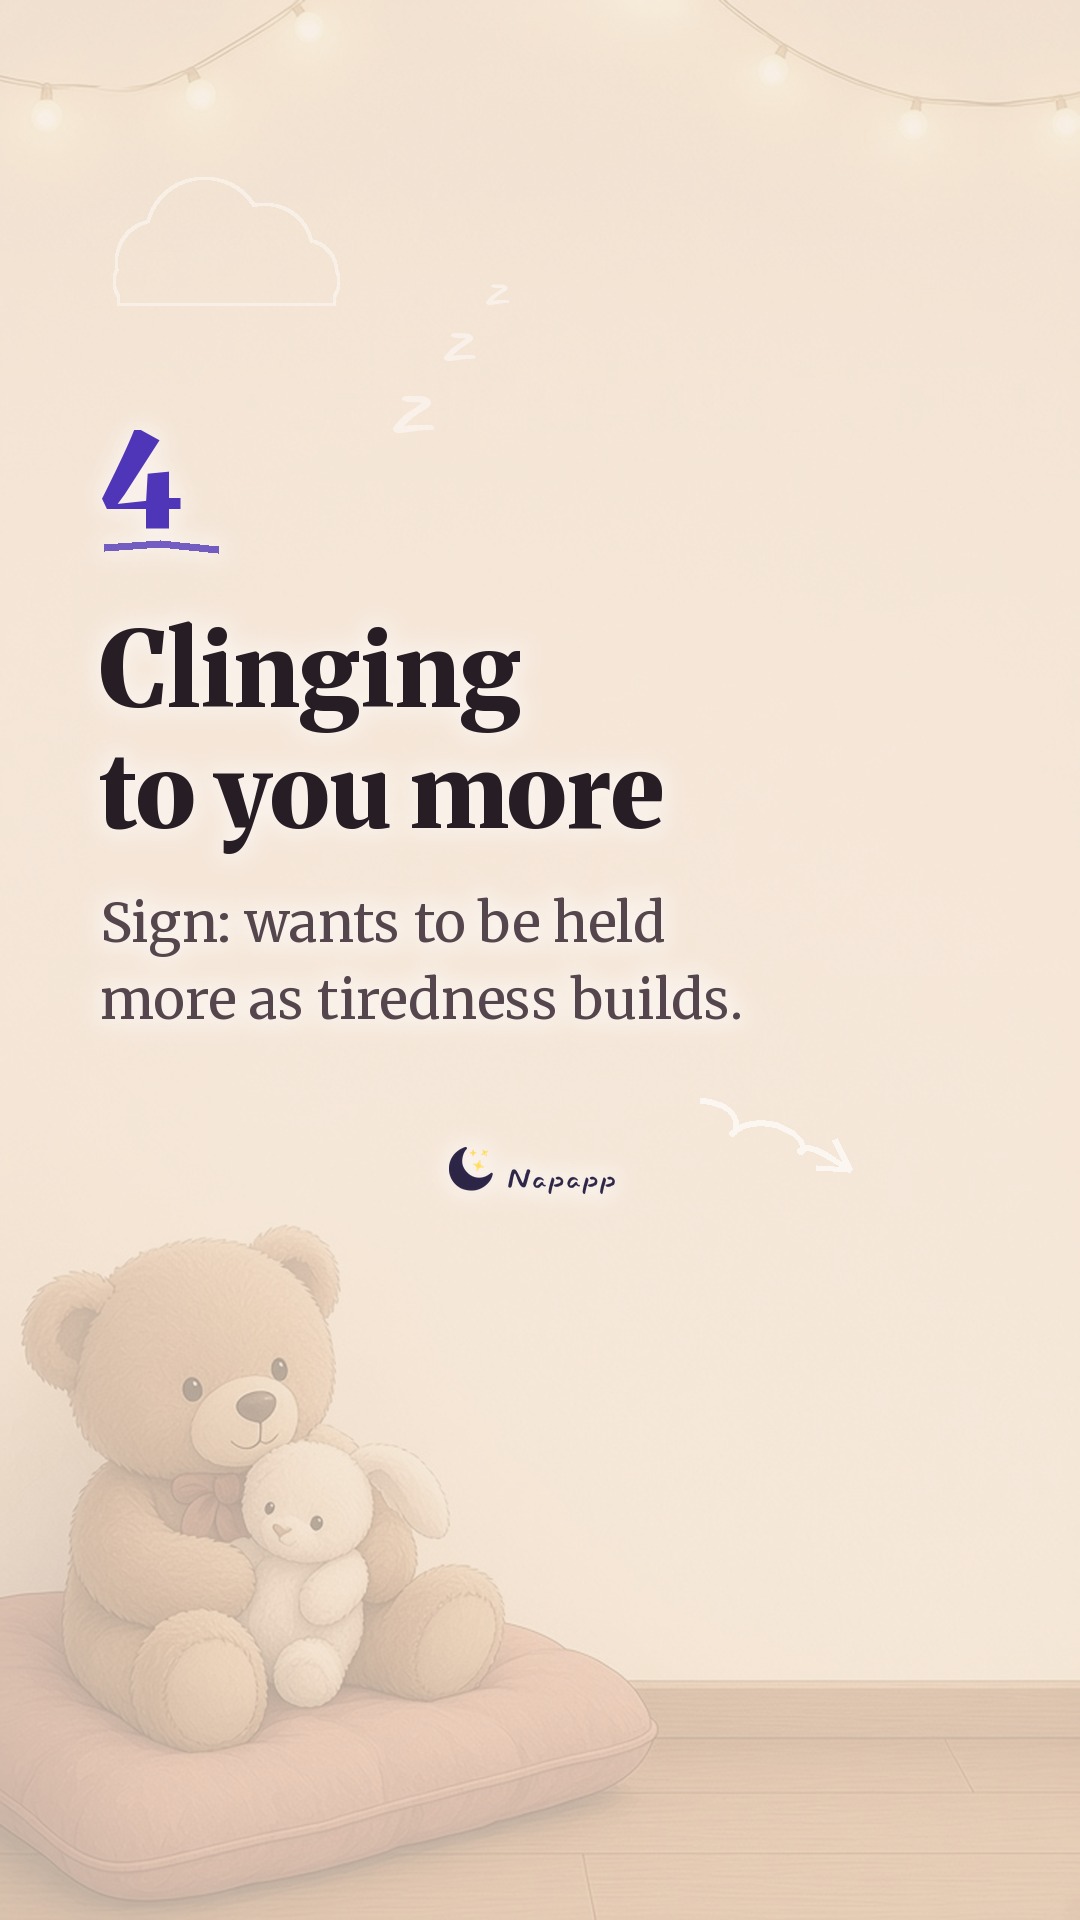 z
z
z
4
Clinging
to you more
Sign: wants to be held
more as tiredness builds.
Napapp